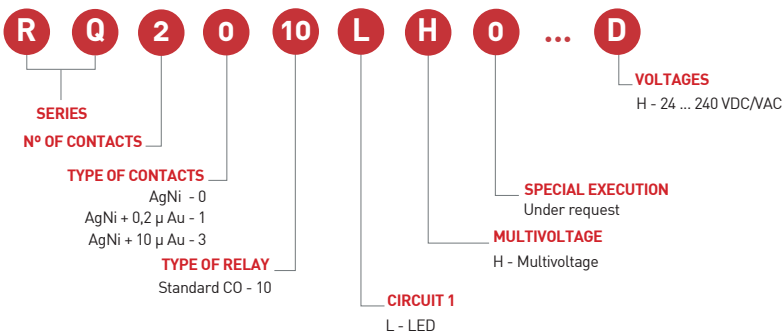 R Q 2 0 10 L H 0 ... D
VOLTAGES
H - 24 ... 240 VDC/VAC
SERIES
Nº OF CONTACTS
TYPE OF CONTACTS
AgNi - 0
AgNi + 0,2 µ Au - 1
AgNi + 10 µ Au - 3
SPECIAL EXECUTION
Under request
MULTIVOLTAGE
H - Multivoltage
TYPE OF RELAY
Standard CO - 10
CIRCUIT 1
L - LED